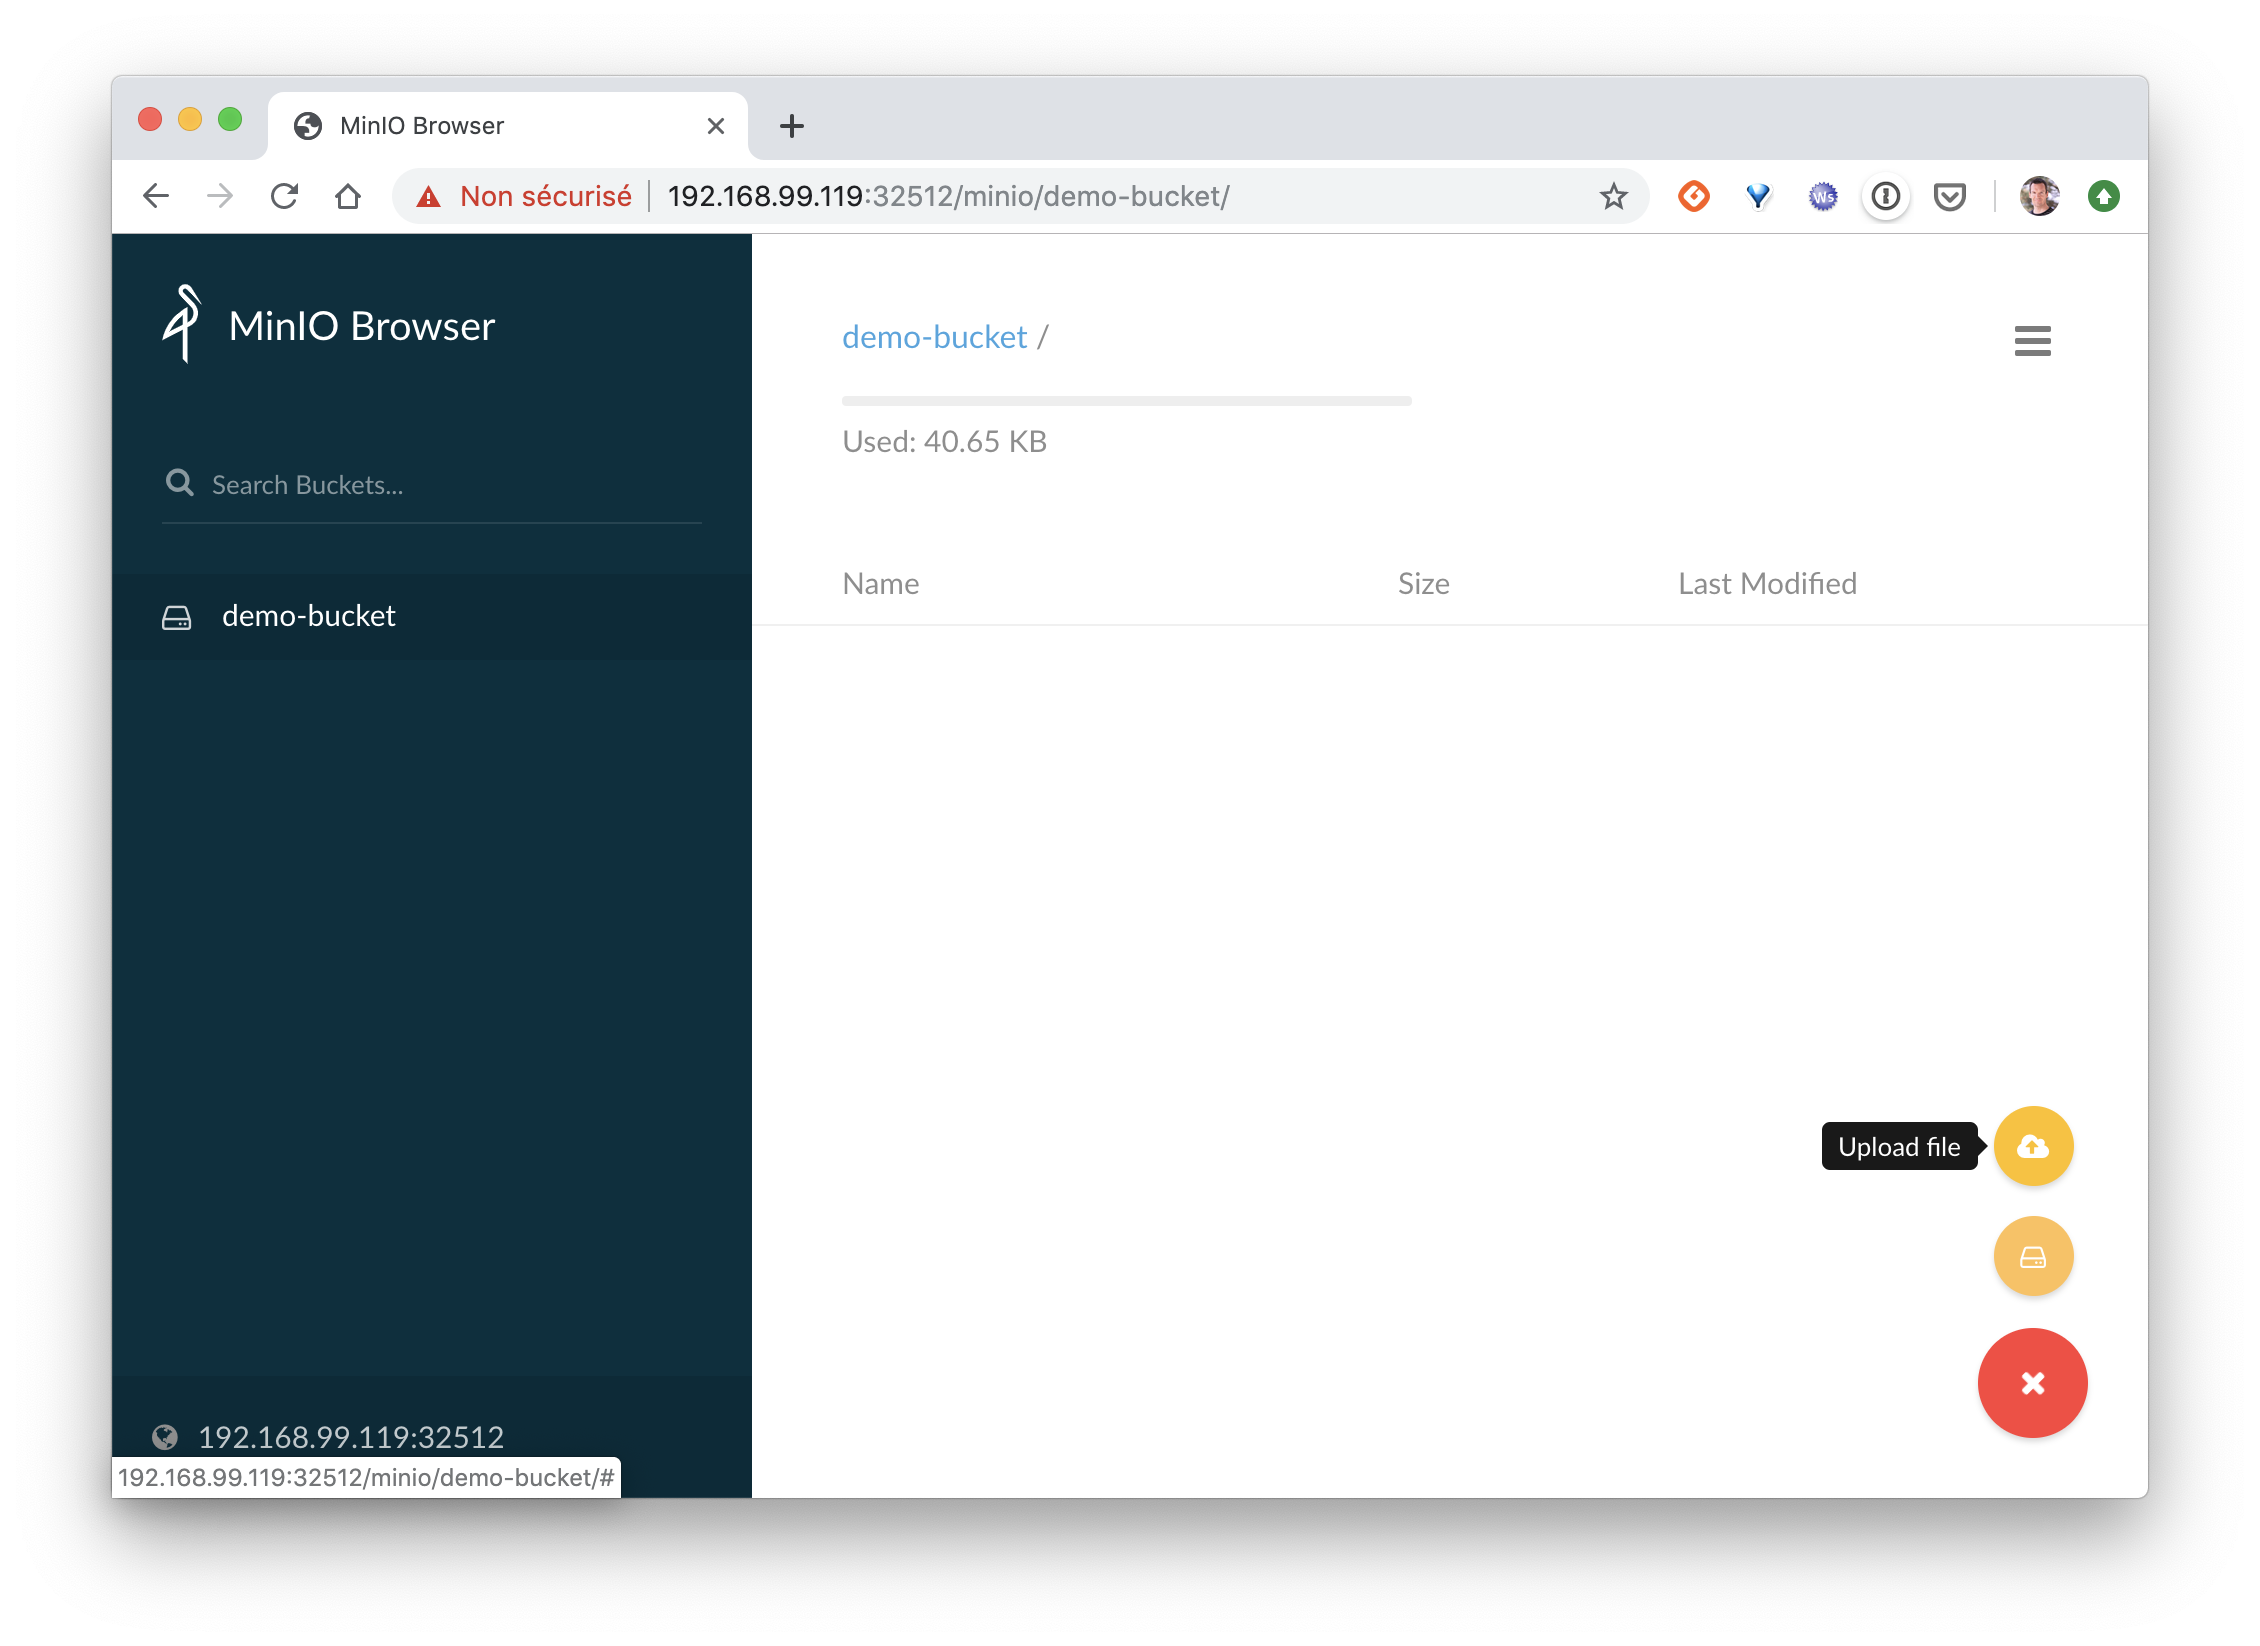 MinIO Browser
Non sécurisé
192.168.99.119:32512/minio/demo-bucket/
W5
MinIO Browser
Search Buckets...
demo-bucket
192.168.99.119:32512
192.168.99.119:32512/minio/demo-bucket/#
demo-bucket /
Used: 40.65 KB
Name Size Last Modified
Upload file